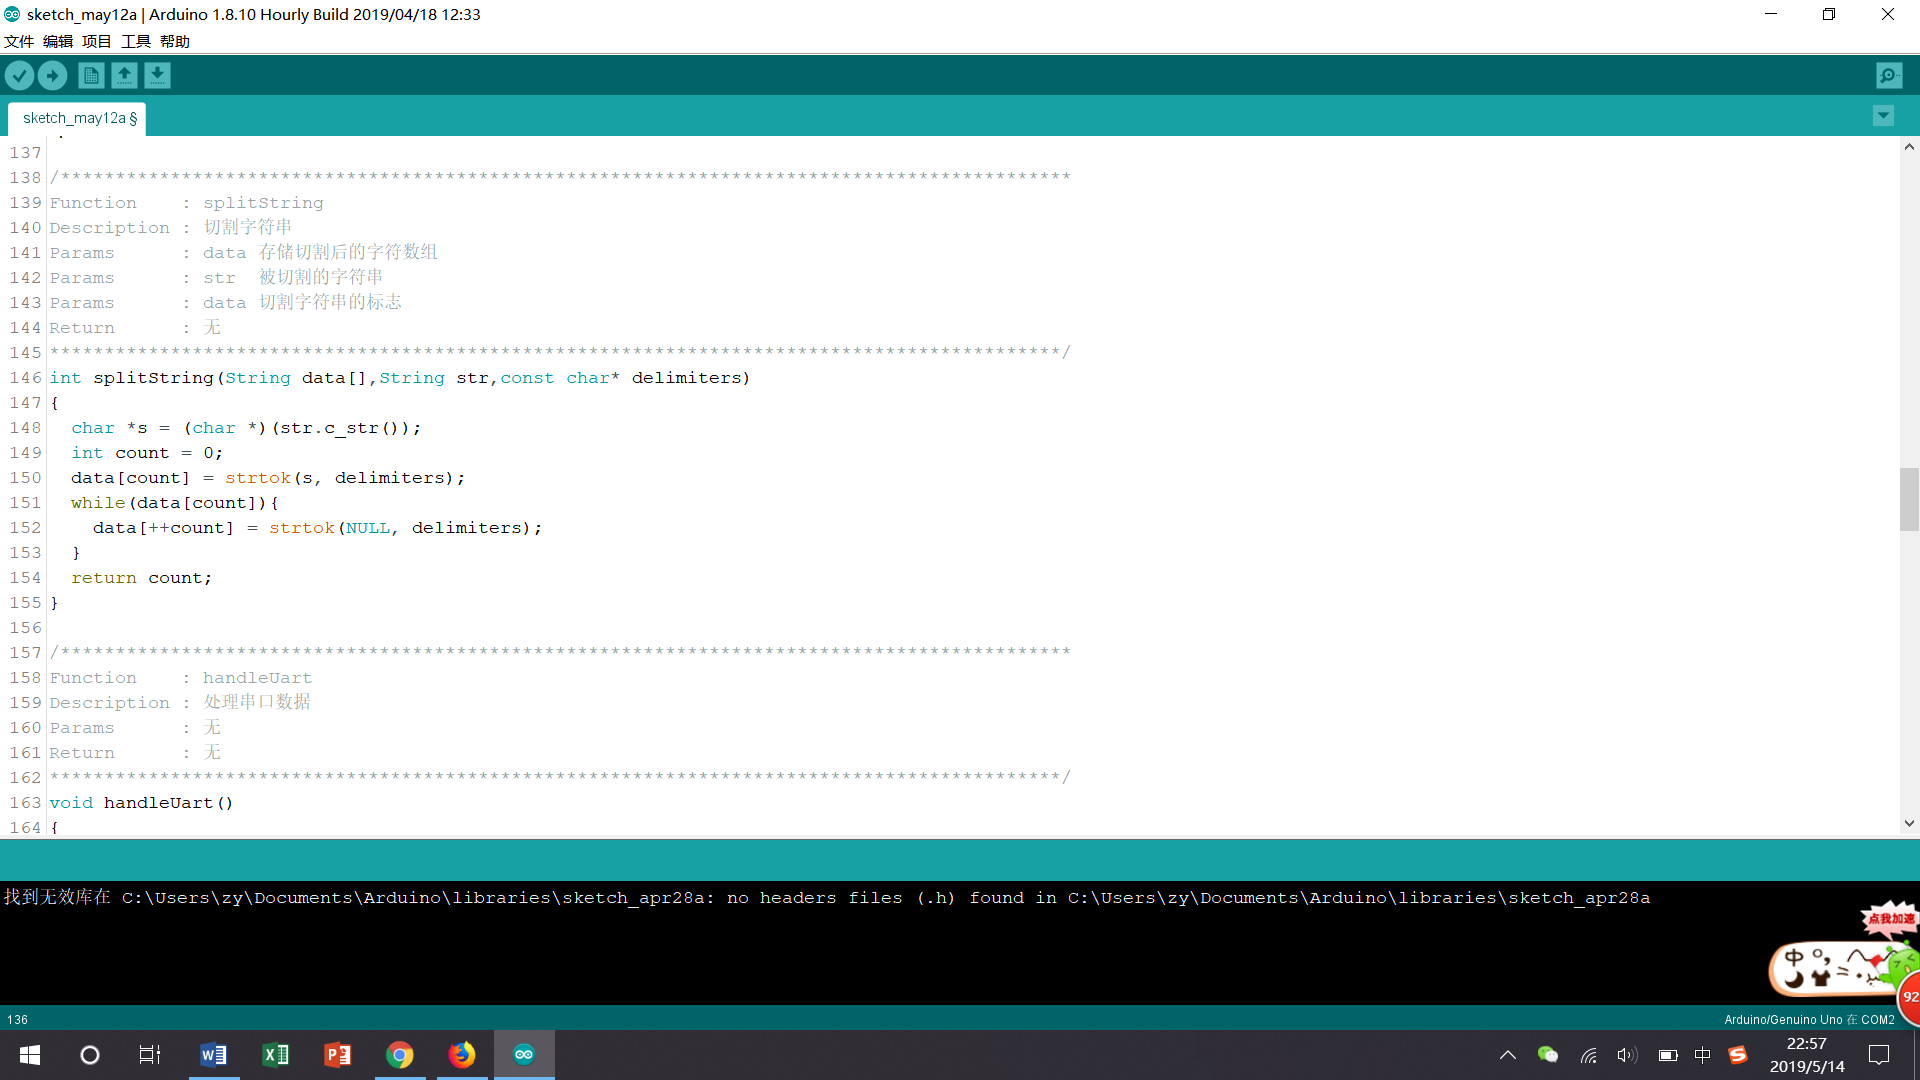 sketch_may12a | Arduino 1.8.10 Hourly Build 2019/04/18 12:33
文件 编辑 项目 工具 帮助
sketch_may12a §
137
138 /********************************************************************************************
139 Function    : splitString
140 Description : 切割字符串
141 Params      : data 存储切割后的字符数组
142 Params      : str  被切割的字符串
143 Params      : data 切割字符串的标志
144 Return      : 无
145 ********************************************************************************************/
146 int splitString(String data[],String str,const char* delimiters)
147 {
148   char *s = (char *)(str.c_str());
149   int count = 0;
150   data[count] = strtok(s, delimiters);
151   while(data[count]){
152     data[++count] = strtok(NULL, delimiters);
153   }
154   return count;
155 }
156
157 /********************************************************************************************
158 Function    : handleUart
159 Description : 处理串口数据
160 Params      : 无
161 Return      : 无
162 ********************************************************************************************/
163 void handleUart()
164 {
找到无效库在 C:\Users\zy\Documents\Arduino\libraries\sketch_apr28a: no headers files (.h) found in C:\Users\zy\Documents\Arduino\libraries\sketch_apr28a
点我加速
中
92
136
Arduino/Genuino Uno 在 COM2
中
22:57
2019/5/14